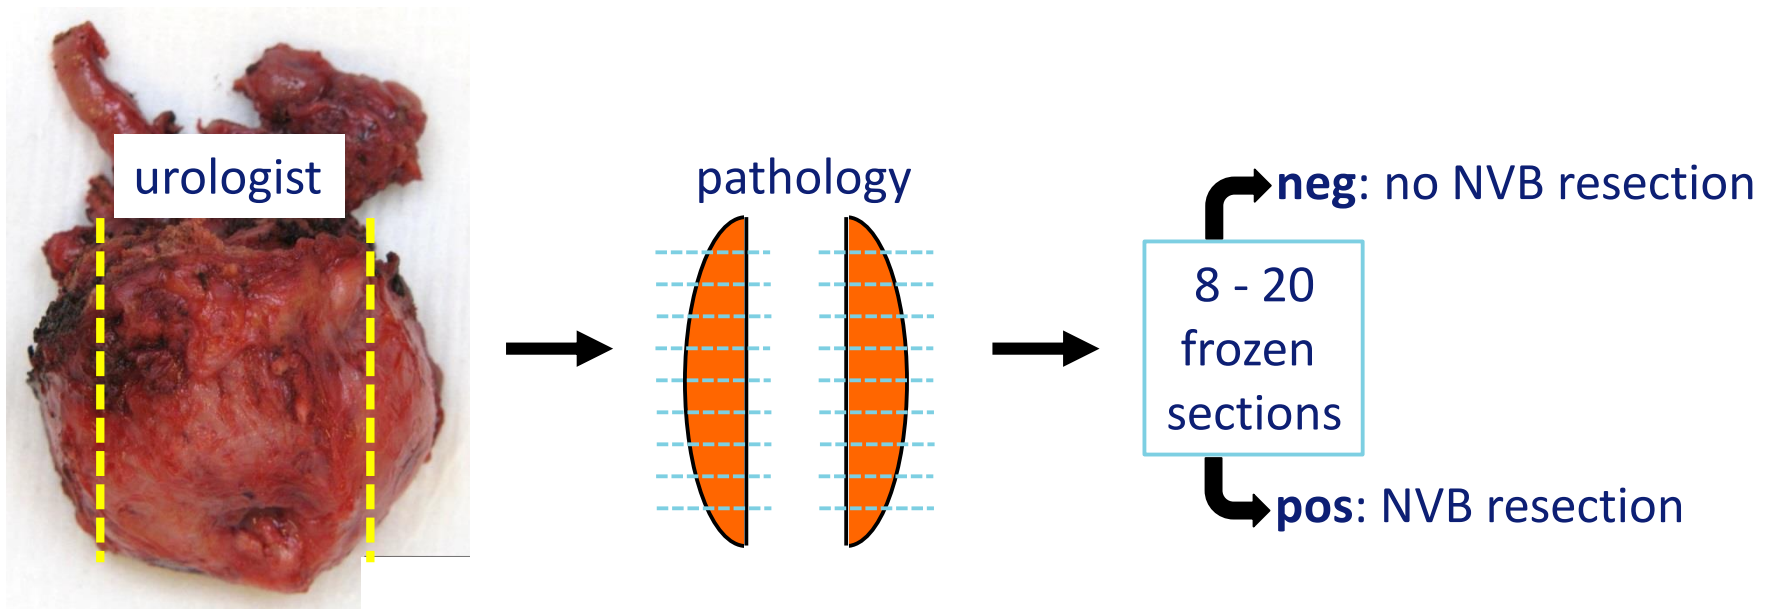 urologist
pathology
neg: no NVB resection
8 - 20
frozen
sections
pos: NVB resection